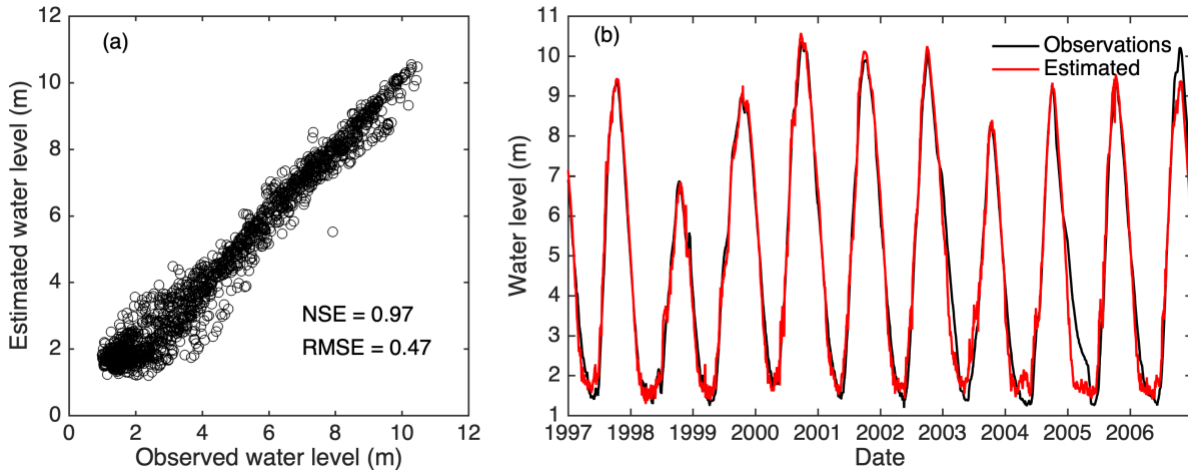 (a)
Estimated water level (m)
12
10
8
6
4
2
0
NSE = 0.97
RMSE = 0.47
0 2 4 6 8 10 12
Observed water level (m)
(b)
Observations
Estimated
Water level (m)
11
10
9
8
7
6
5
4
3
2
1
1997 1998 1999 2000 2001 2002 2003 2004 2005 2006
Date